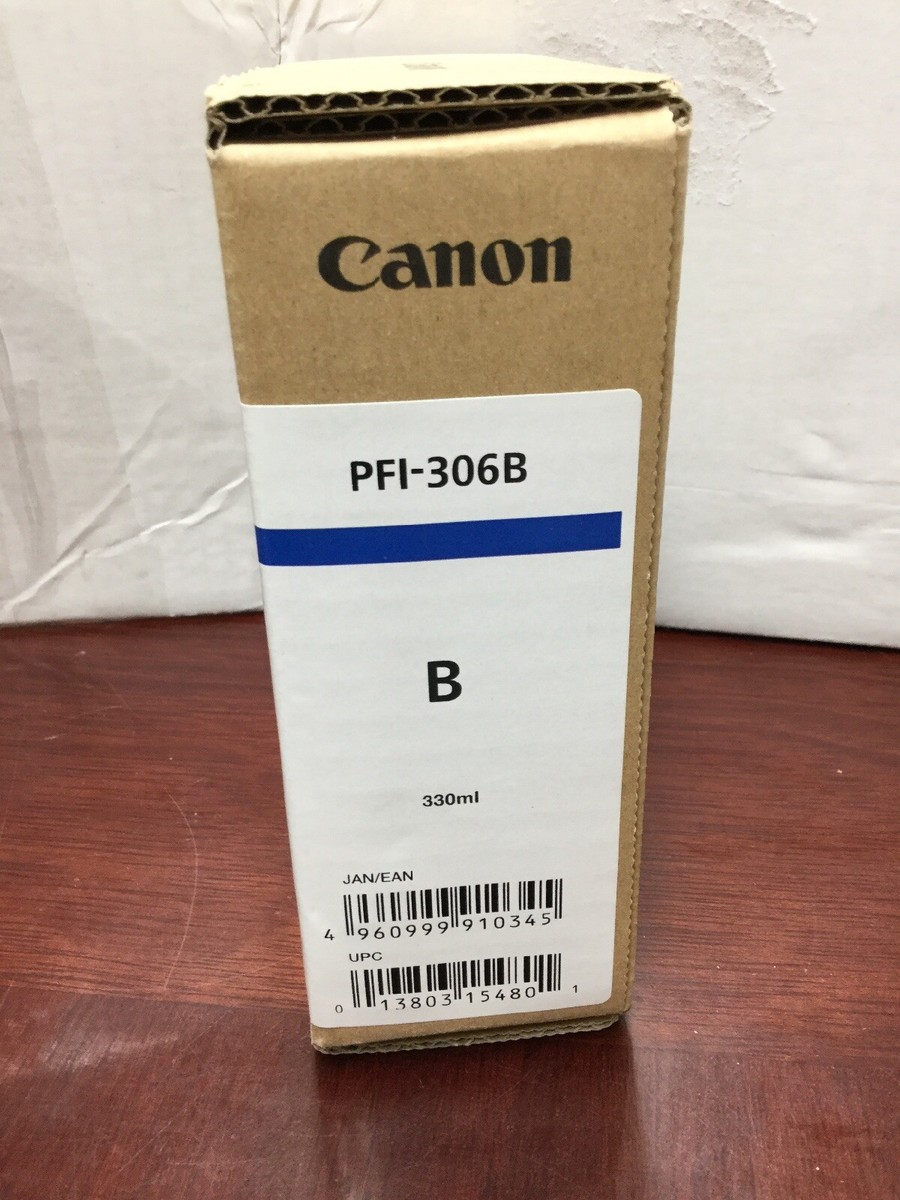 Canon
PFI-306B
B
330ml
JAN/EAN
4 960999 910345
UPC
0 13803 15480 1